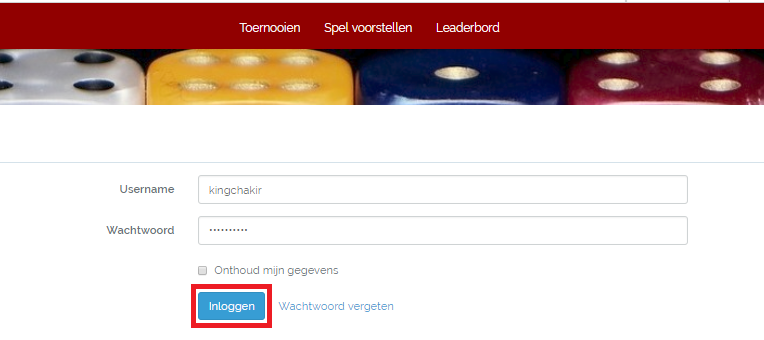 Toernooien Spel voorstellen Leaderbord
Username kingchakir
Wachtwoord ••••••••••
Onthoud mijn gegevens
Inloggen Wachtwoord vergeten